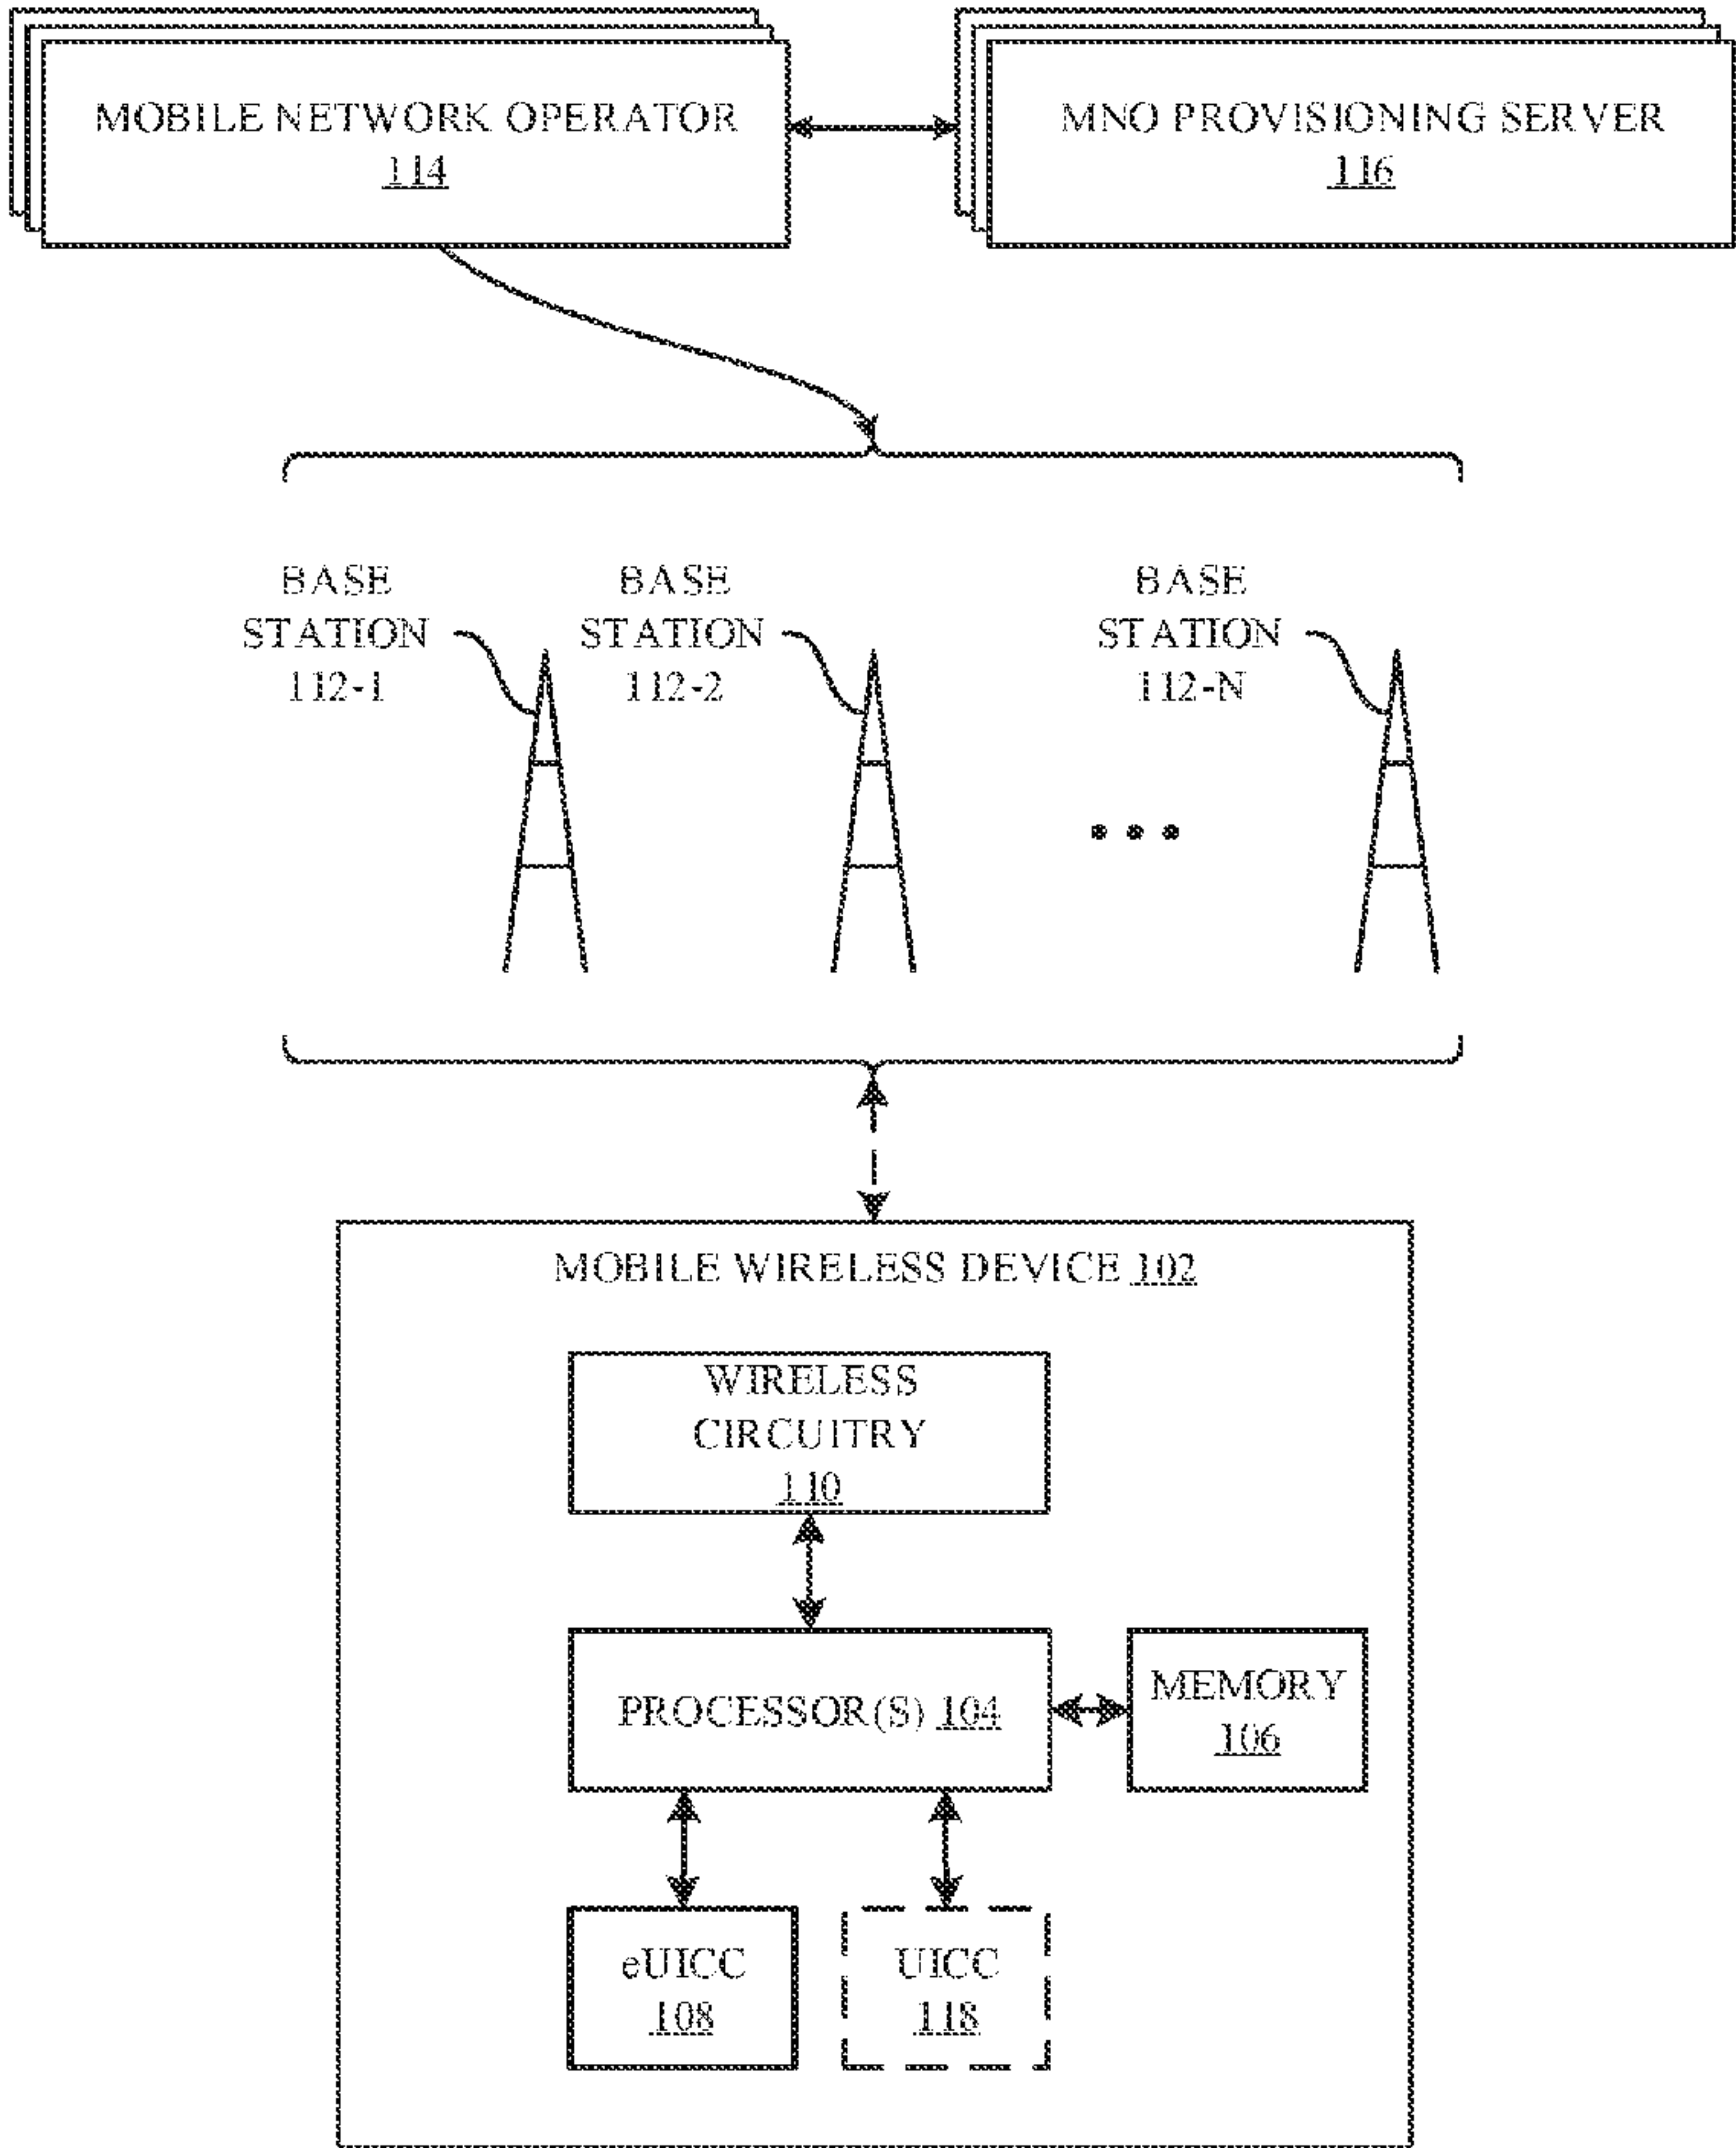 MOBILE NETWORK OPERATOR
114
MNO PROVISIONING SERVER
116
BASE
STATION
112-1
BASE
STATION
112-2
BASE
STATION
112-N
MOBILE WIRELESS DEVICE 102
WIRELESS
CIRCUITRY
110
PROCESSOR(S) 104
MEMORY
106
eUICC
108
UICC
118